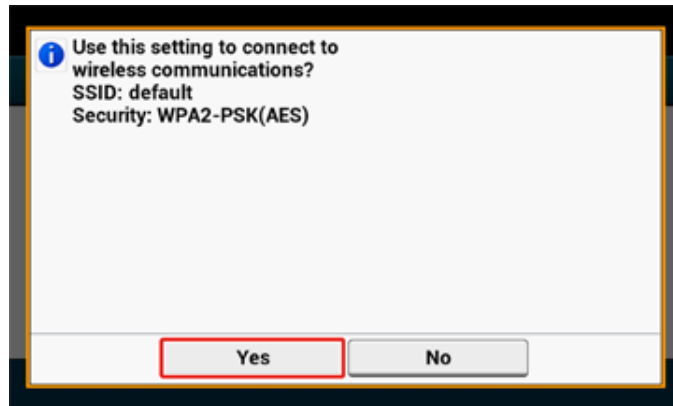 Use this setting to connect to
wireless communications?
SSID: default
Security: WPA2-PSK(AES)
Yes
No